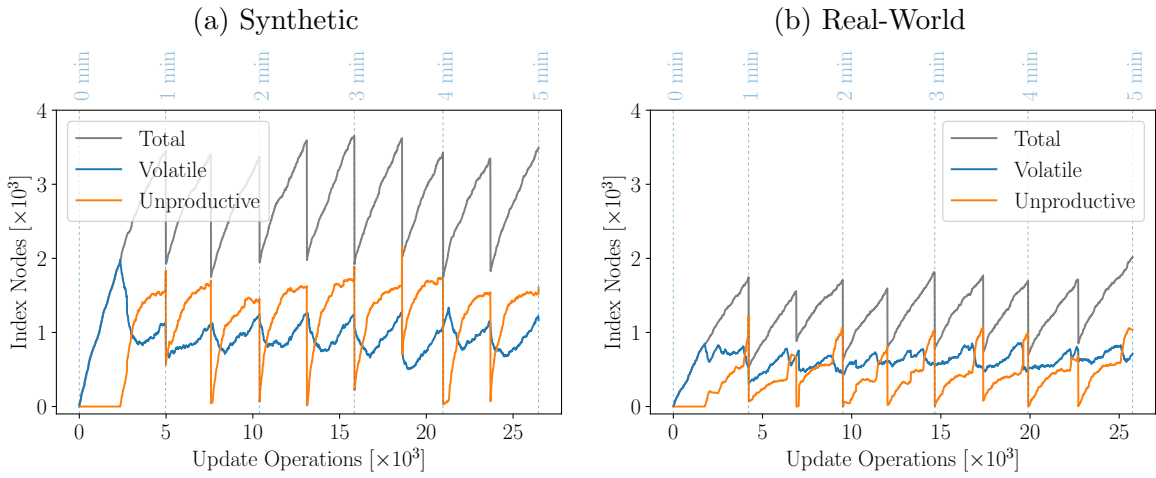 (a) Synthetic
0 min
1 min
2 min
3 min
4 min
5 min
4
3
2
1
0
Index Nodes [×10³]
Total
Volatile
Unproductive
0
5
10
15
20
25
Update Operations [×10³]
(b) Real-World
0 min
1 min
2 min
3 min
4 min
5 min
4
3
2
1
0
Index Nodes [×10³]
Total
Volatile
Unproductive
0
5
10
15
20
25
Update Operations [×10³]